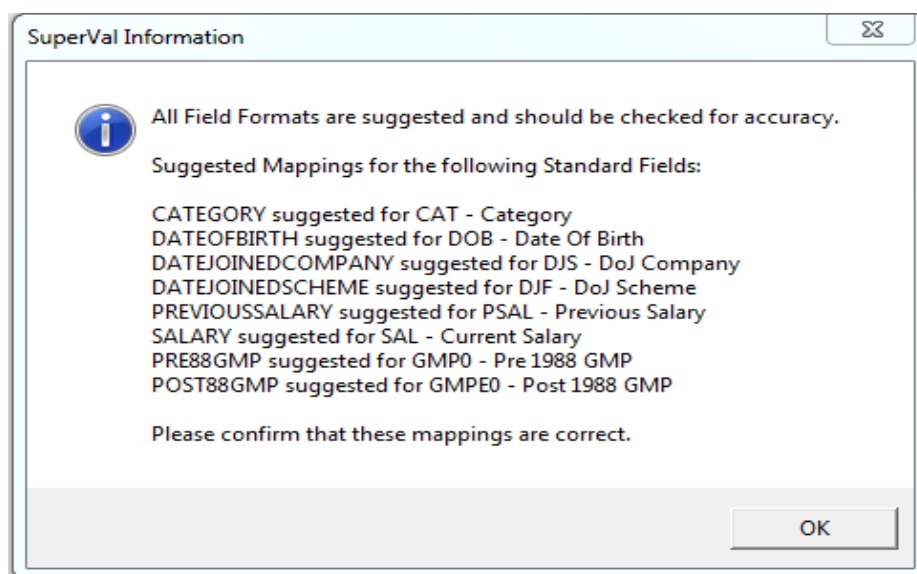 SuperVal Information
All Field Formats are suggested and should be checked for accuracy.
Suggested Mappings for the following Standard Fields:
CATEGORY suggested for CAT - Category
DATEOFBIRTH suggested for DOB - Date Of Birth
DATEJOINEDCOMPANY suggested for DJS - DoJ Company
DATEJOINEDSCHEME suggested for DJF - DoJ Scheme
PREVIOUSSALARY suggested for PSAL - Previous Salary
SALARY suggested for SAL - Current Salary
PRE88GMP suggested for GMP0 - Pre 1988 GMP
POST88GMP suggested for GMPE0 - Post 1988 GMP
Please confirm that these mappings are correct.
OK